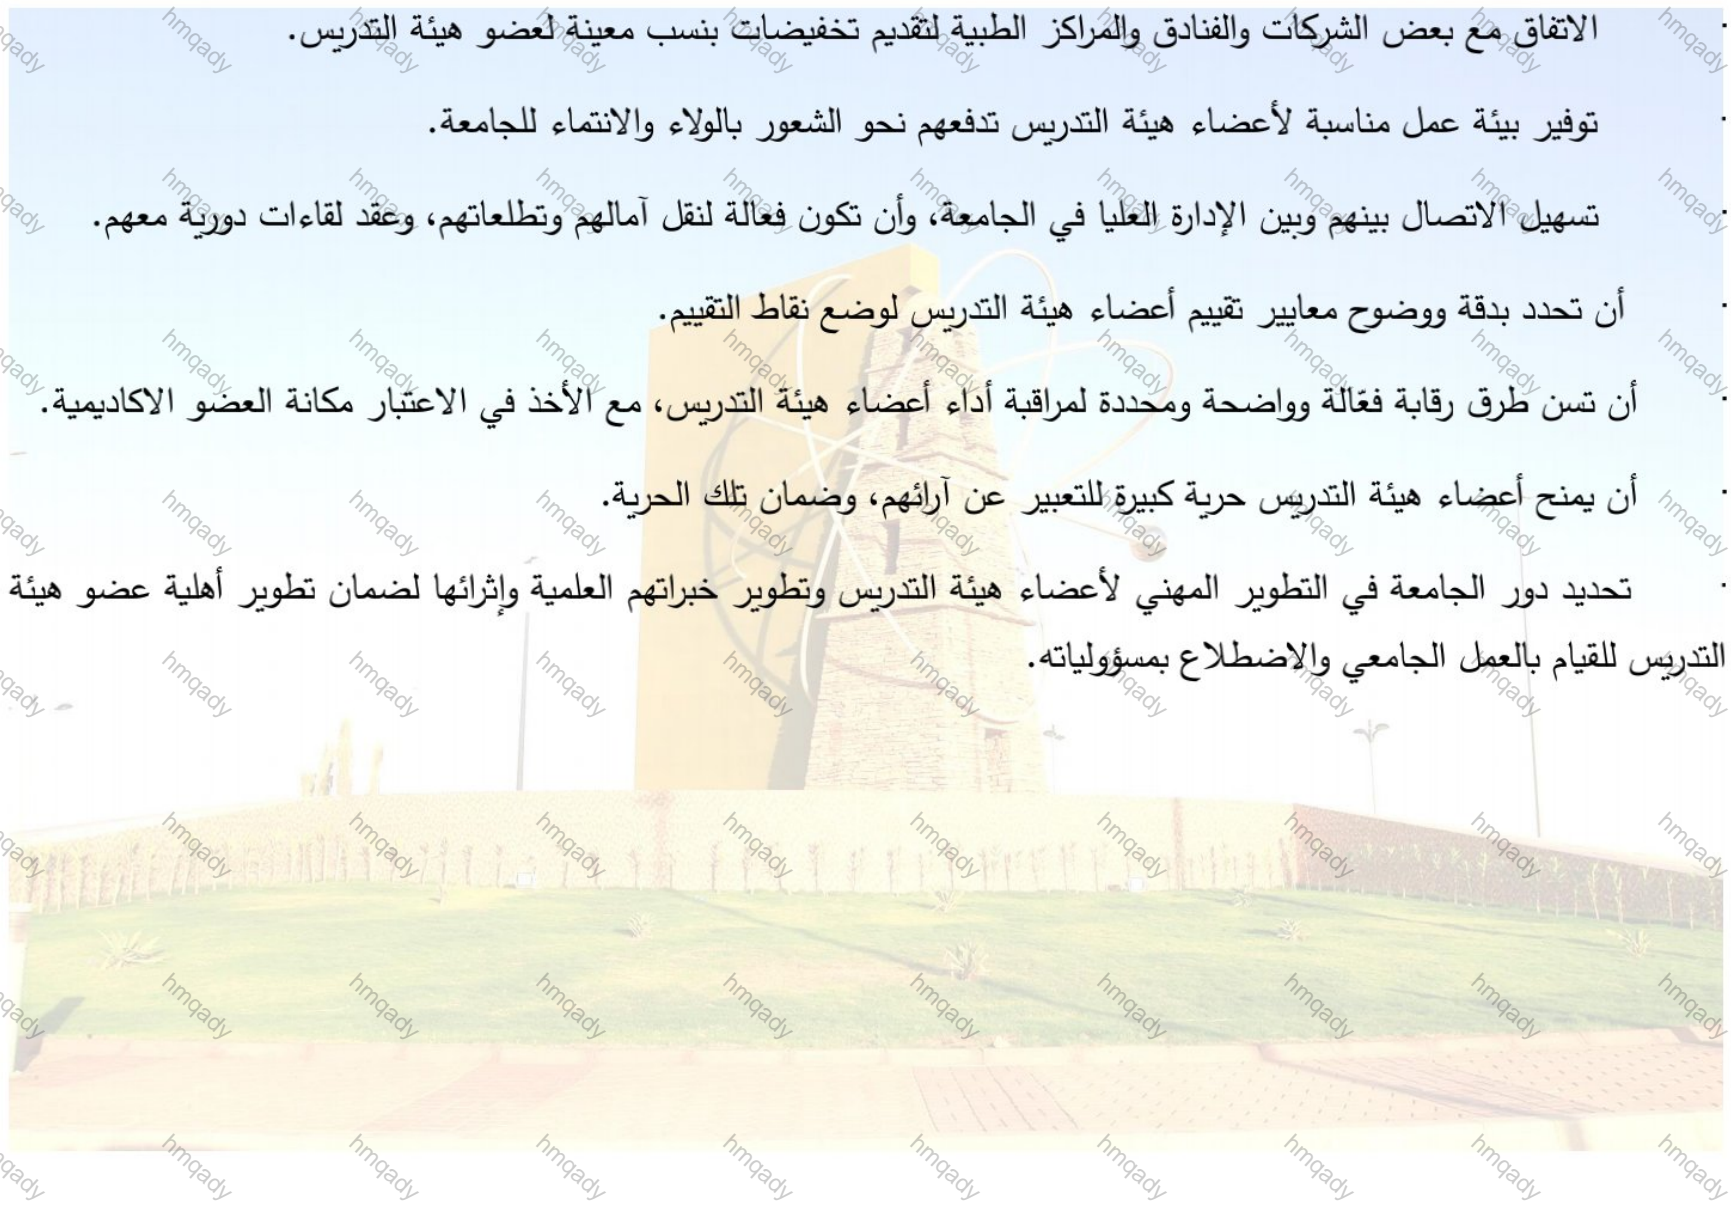 · الاتفاق مع بعض الشركات والفنادق والمراكز الطبية لتقديم تخفيضات بنسب معينة لعضو هيئة التدريس.
· توفير بيئة عمل مناسبة لأعضاء هيئة التدريس تدفعهم نحو الشعور بالولاء والانتماء للجامعة.
· تسهيل الاتصال بينهم وبين الإدارة العليا في الجامعة، وأن تكون فعالة لنقل آمالهم وتطلعاتهم، وعقد لقاءات دورية معهم.
· أن تحدد بدقة ووضوح معايير تقييم أعضاء هيئة التدريس لوضع نقاط التقييم.
· أن تسن طرق رقابة فعّالة وواضحة ومحددة لمراقبة أداء أعضاء هيئة التدريس، مع الأخذ في الاعتبار مكانة العضو الاكاديمية.
· أن يمنح أعضاء هيئة التدريس حرية كبيرة للتعبير عن آرائهم، وضمان تلك الحرية.
· تحديد دور الجامعة في التطوير المهني لأعضاء هيئة التدريس وتطوير خبراتهم العلمية وإثرائها لضمان تطوير أهلية عضو هيئة
التدريس للقيام بالعمل الجامعي والاضطلاع بمسؤولياته.
hmqady